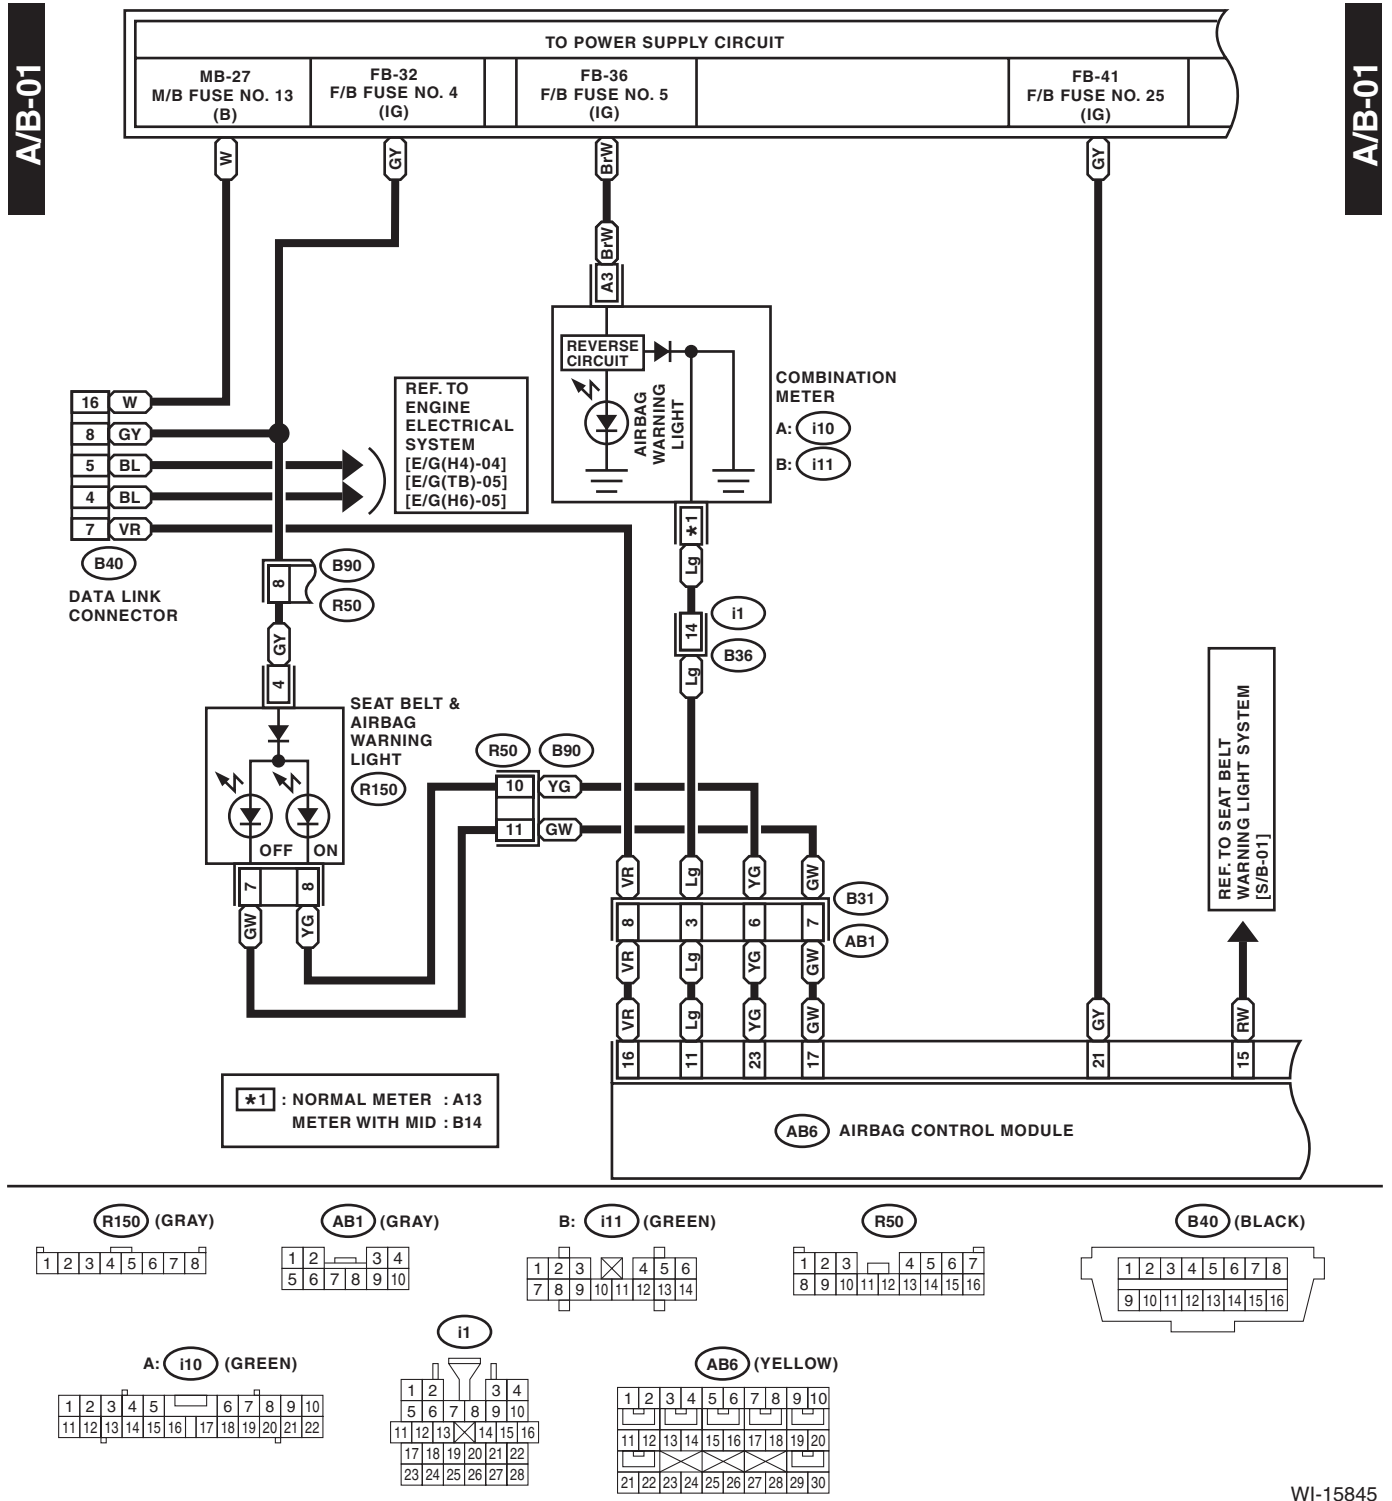 A/B-01
A/B-01
TO POWER SUPPLY CIRCUIT
MB-27
M/B FUSE NO. 13
(B)
FB-32
F/B FUSE NO. 4
(IG)
FB-36
F/B FUSE NO. 5
(IG)
FB-41
F/B FUSE NO. 25
(IG)
W
GY
BrW
GY
BrW
A3
REVERSE
CIRCUIT
AIRBAG
WARNING
LIGHT
COMBINATION
METER
A: i10
B: i11
16 W
8 GY
5 BL
4 BL
7 VR
B40
DATA LINK
CONNECTOR
REF. TO
ENGINE
ELECTRICAL
SYSTEM
[E/G(H4)-04]
[E/G(TB)-05]
[E/G(H6)-05]
*1
Lg
14
i1
B36
Lg
8
B90
R50
GY
4
SEAT BELT &
AIRBAG
WARNING
LIGHT
R150
OFF ON
7 8
GW YG
R50 B90
10 YG
11 GW
REF. TO SEAT BELT
WARNING LIGHT SYSTEM
[S/B-01]
VR Lg YG GW
B31
8 3 6 7
AB1
VR Lg YG GW
VR Lg YG GW GY RW
16 11 23 17 21 15
AB6 AIRBAG CONTROL MODULE
*1 : NORMAL METER : A13
METER WITH MID : B14
R150 (GRAY)
1 2 3 4 5 6 7 8
AB1 (GRAY)
1 2 3 4
5 6 7 8 9 10
B: i11 (GREEN)
1 2 3 4 5 6
7 8 9 10 11 12 13 14
R50
1 2 3 4 5 6 7
8 9 10 11 12 13 14 15 16
B40 (BLACK)
1 2 3 4 5 6 7 8
9 10 11 12 13 14 15 16
A: i10 (GREEN)
1 2 3 4 5 6 7 8 9 10
11 12 13 14 15 16 17 18 19 20 21 22
i1
1 2 3 4
5 6 7 8 9 10
11 12 13 14 15 16
17 18 19 20 21 22
23 24 25 26 27 28
AB6 (YELLOW)
1 2 3 4 5 6 7 8 9 10
11 12 13 14 15 16 17 18 19 20
21 22 23 24 25 26 27 28 29 30
WI-15845